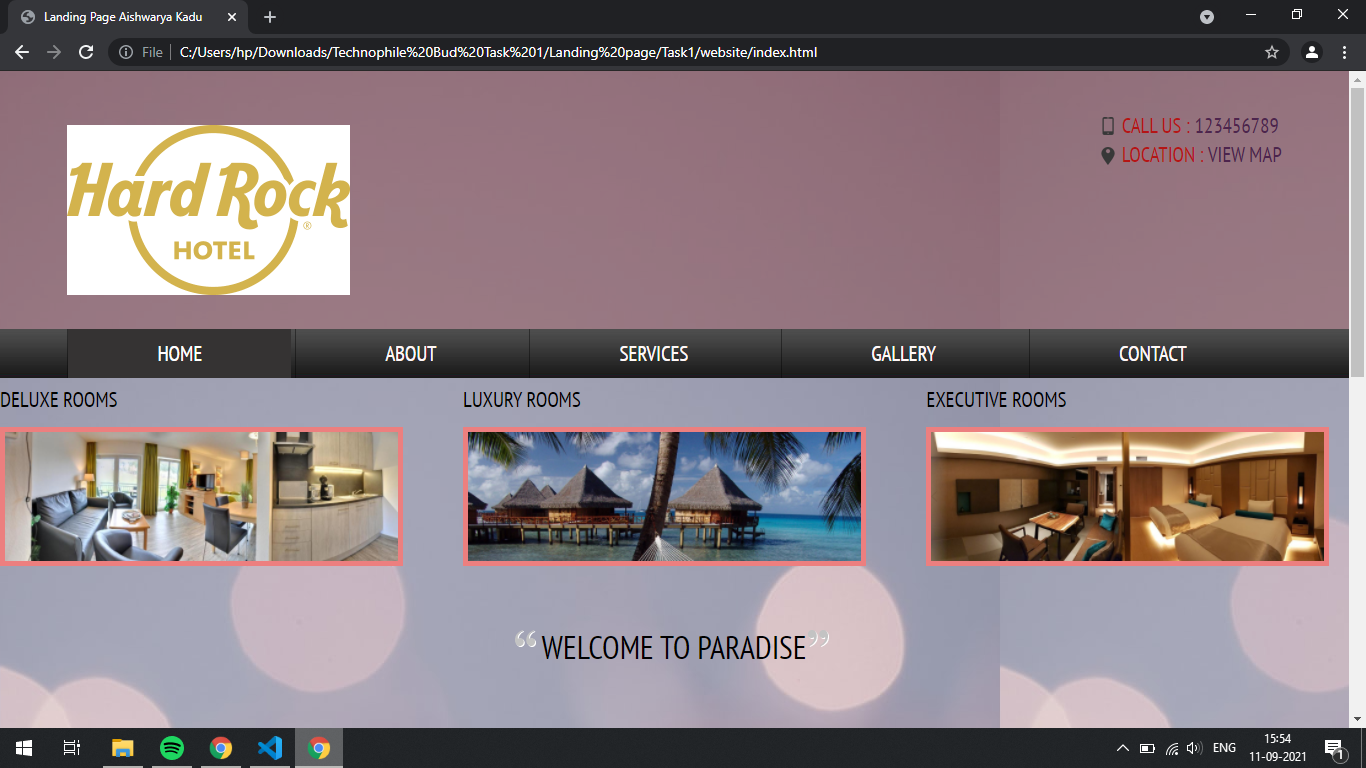 Landing Page Aishwarya Kadu
File
C:/Users/hp/Downloads/Technophile%20Bud%20Task%201/Landing%20page/Task1/website/index.html
Hard Rock®
HOTEL
CALL US : 123456789
LOCATION : VIEW MAP
HOME ABOUT SERVICES GALLERY CONTACT
DELUXE ROOMS LUXURY ROOMS EXECUTIVE ROOMS
“WELCOME TO PARADISE”
ENG
15:54
11-09-2021
1